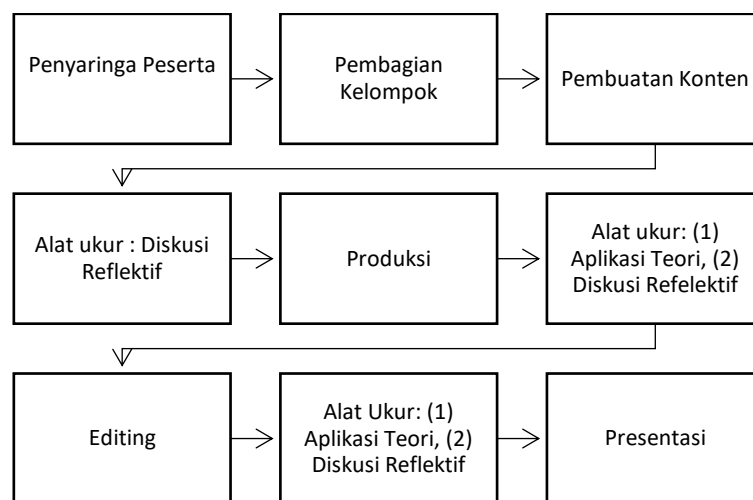 Penyaringa Peserta
Pembagian
Kelompok
Pembuatan Konten
Alat ukur : Diskusi
Reflektif
Produksi
Alat ukur: (1)
Aplikasi Teori, (2)
Diskusi Refelektif
Editing
Alat Ukur: (1)
Aplikasi Teori, (2)
Diskusi Reflektif
Presentasi